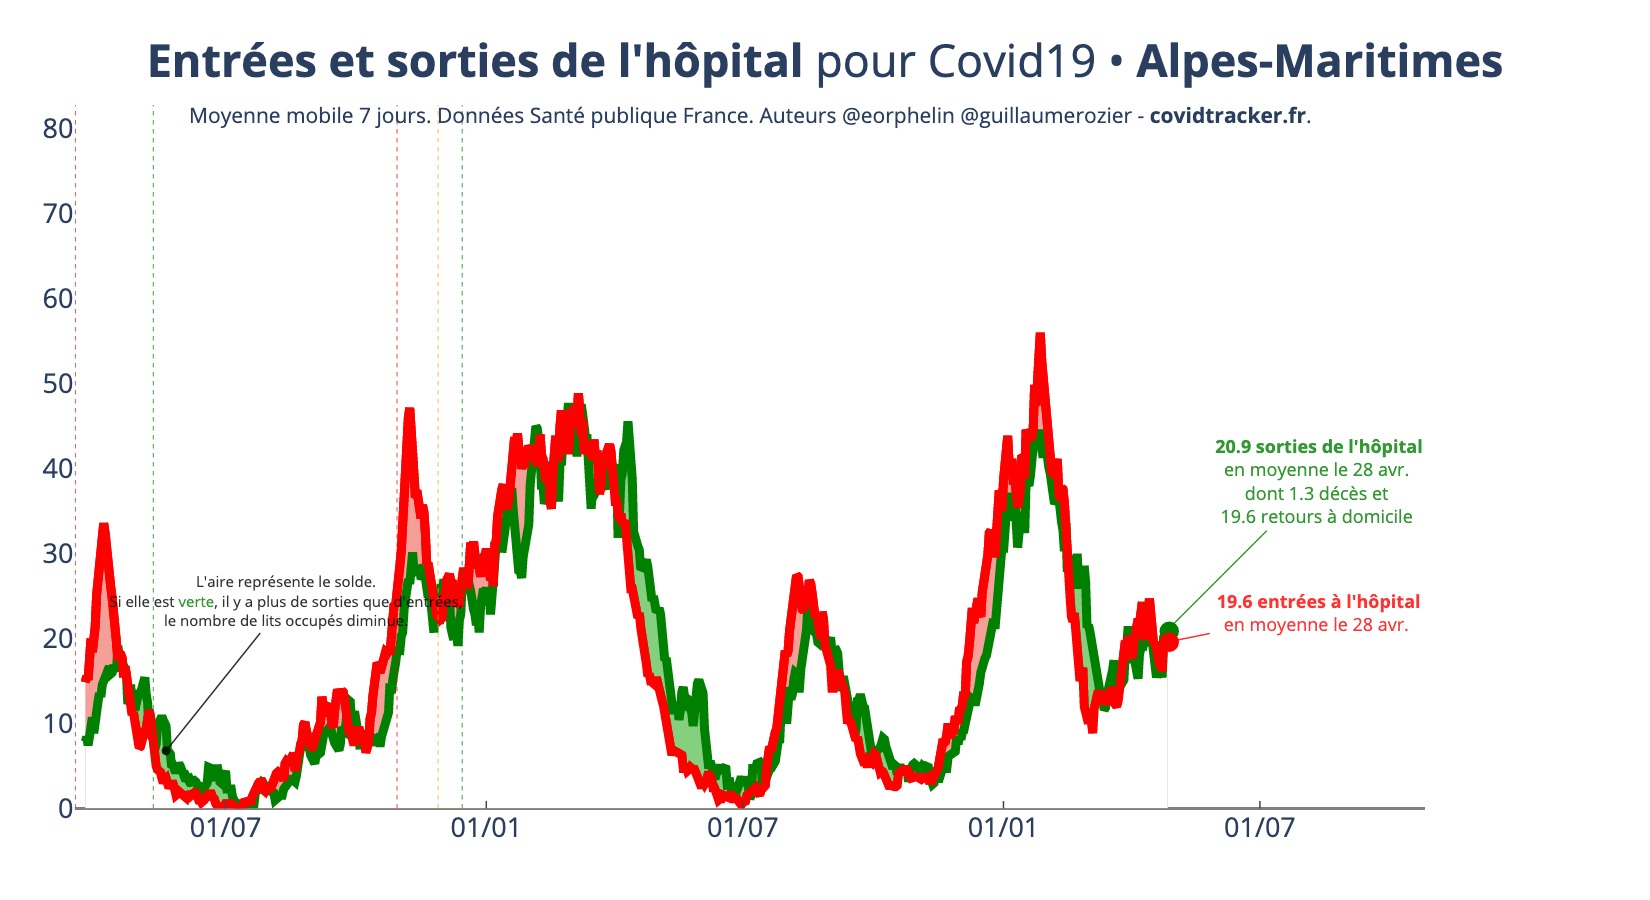 Entrées et sorties de l'hôpital pour Covid19 • Alpes-Maritimes
Moyenne mobile 7 jours. Données Santé publique France. Auteurs @eorphelin @guillaumerozier - covidtracker.fr.
80
70
60
50
40
30
20
10
0
L'aire représente le solde.
Si elle est verte, il y a plus de sorties que d'entrées,
le nombre de lits occupés diminue.
20.9 sorties de l'hôpital
en moyenne le 28 avr.
dont 1.3 décès et
19.6 retours à domicile
19.6 entrées à l'hôpital
en moyenne le 28 avr.
01/07
01/01
01/07
01/01
01/07